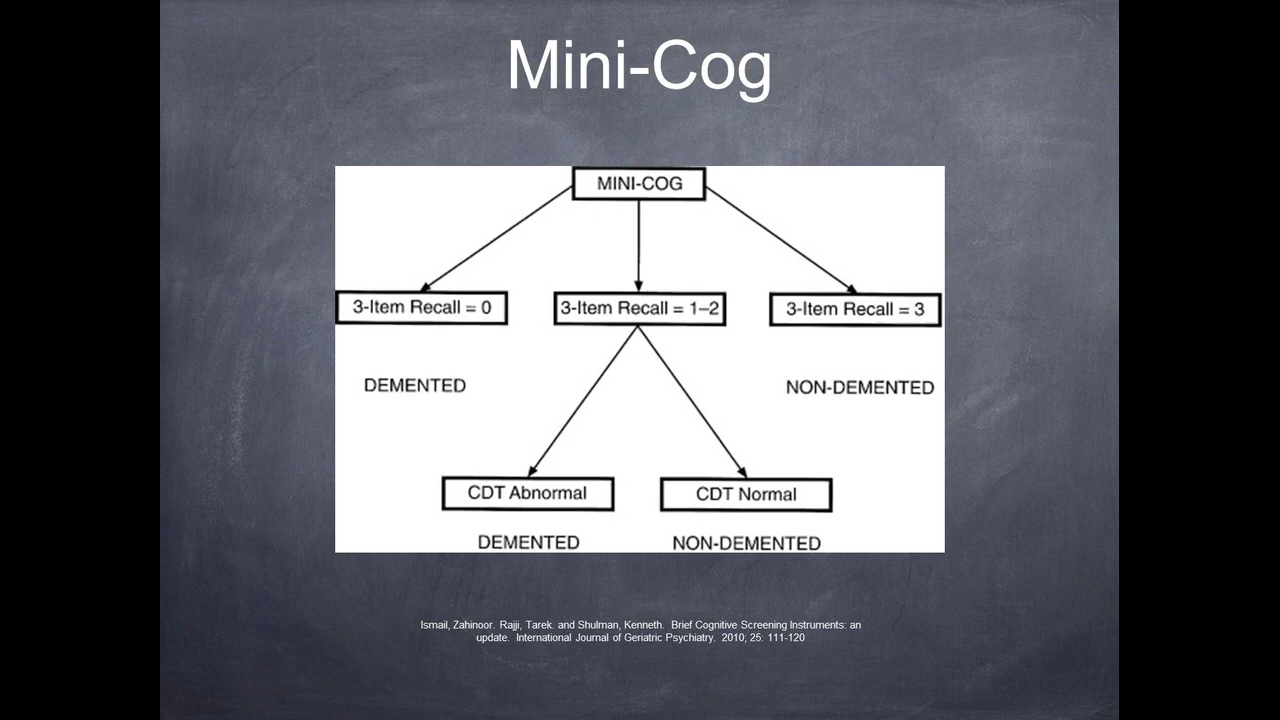 Mini-Cog
MINI-COG
3-Item Recall = 0
3-Item Recall = 1–2
3-Item Recall = 3
DEMENTED
NON-DEMENTED
CDT Abnormal
CDT Normal
DEMENTED
NON-DEMENTED
Ismail, Zahinoor. Rajji, Tarek. and Shulman, Kenneth. Brief Cognitive Screening Instruments: an
update. International Journal of Geriatric Psychiatry. 2010; 25: 111-120